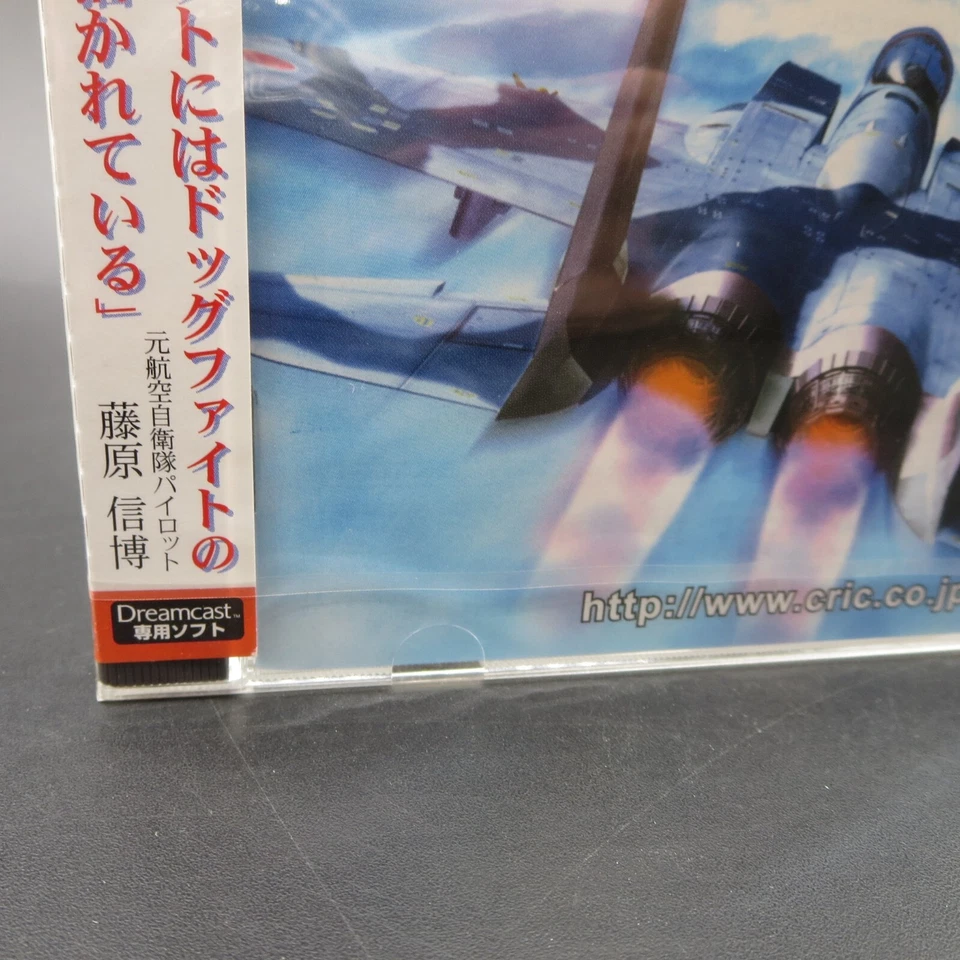 トにはドッグファイトの
かれている」
元航空自衛隊パイロット
藤原 信博
Dreamcast™
専用ソフト
http://www.cric.co.jp